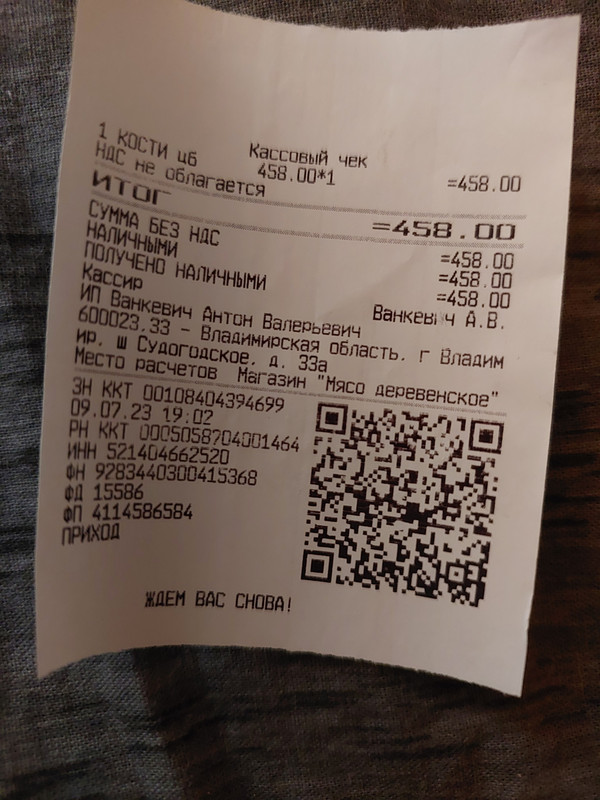 Кассовый чек
1 КОСТИ цб 458.00*1 =458.00
НДС не облагается
ИТОГ =458.00
СУММА БЕЗ НДС =458.00
НАЛИЧНЫМИ =458.00
ПОЛУЧЕНО НАЛИЧНЫМИ =458.00
Кассир Ванкевич А.В.
ИП Ванкевич Антон Валерьевич
600023,33 - Владимирская область, г Владим
ир, ш Судогодское, д. 33а
Место расчетов Магазин "Мясо деревенское"
ЗН ККТ 00108404394699
09.07.23 19:02
РН ККТ 0005058704001464
ИНН 521404662520
ФН 9283440300415368
ФД 15586
ФП 4114586584
ПРИХОД
ЖДЕМ ВАС СНОВА!